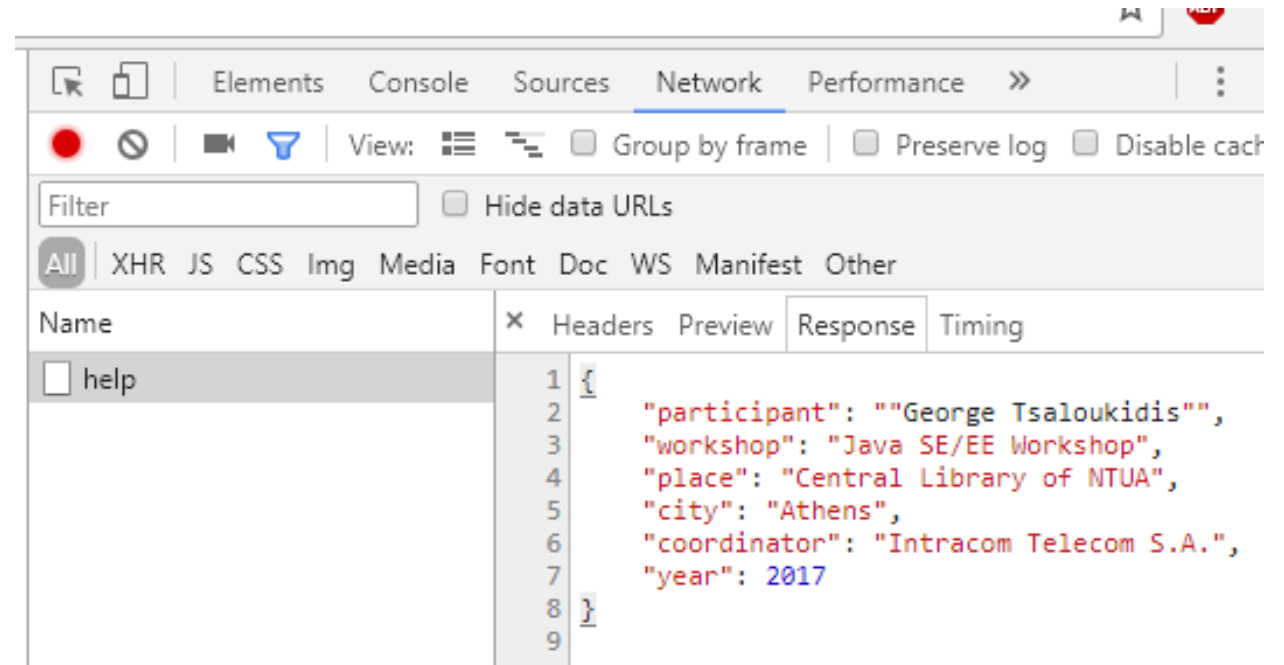 Elements Console Sources Network Performance »
View: Group by frame Preserve log Disable cach
Filter Hide data URLs
All XHR JS CSS Img Media Font Doc WS Manifest Other
Name × Headers Preview Response Timing
help
1 {
2 "participant": ""George Tsaloukidis"",
3 "workshop": "Java SE/EE Workshop",
4 "place": "Central Library of NTUA",
5 "city": "Athens",
6 "coordinator": "Intracom Telecom S.A.",
7 "year": 2017
8 }
9